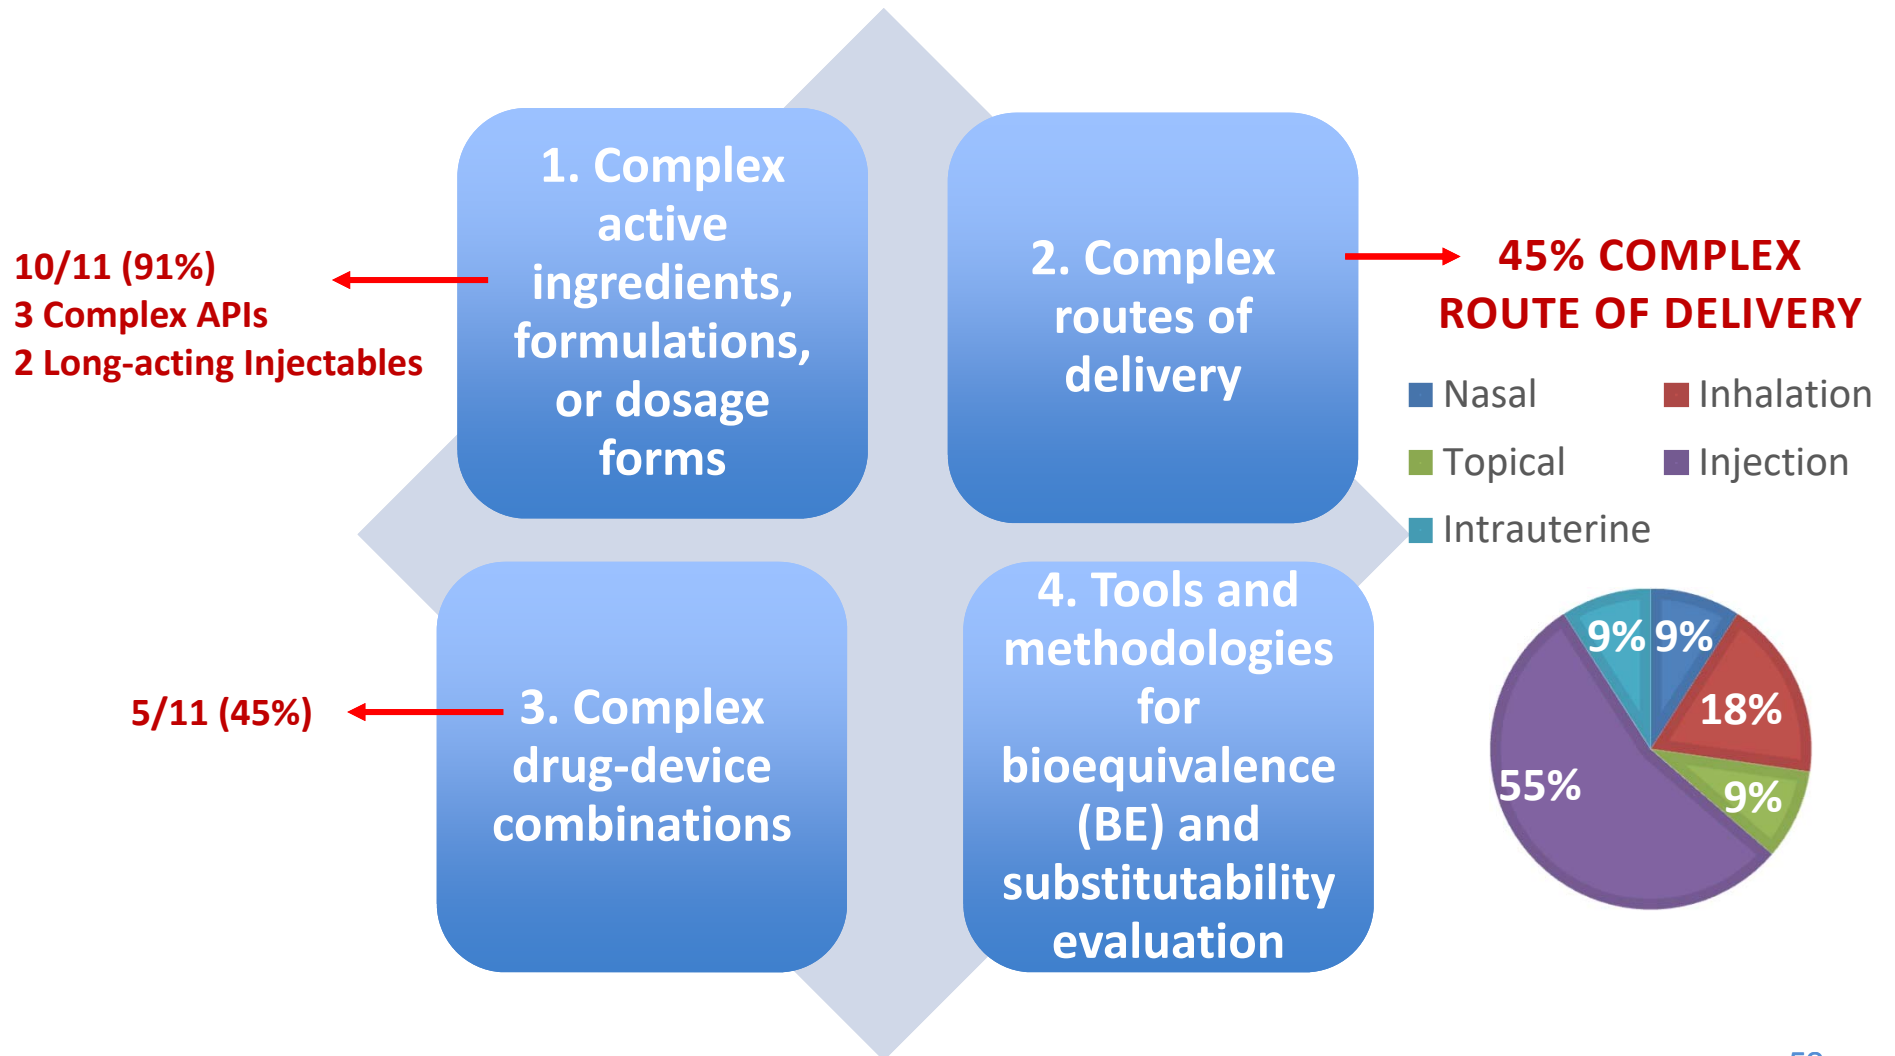 1. Complex
active
ingredients,
formulations,
or dosage
forms
10/11 (91%)
3 Complex APIs
2 Long-acting Injectables
2. Complex
routes of
delivery
45% COMPLEX
ROUTE OF DELIVERY
Nasal
Inhalation
Topical
Injection
Intrauterine
9%
9%
18%
9%
55%
3. Complex
drug-device
combinations
5/11 (45%)
4. Tools and
methodologies
for
bioequivalence
(BE) and
substitutability
evaluation